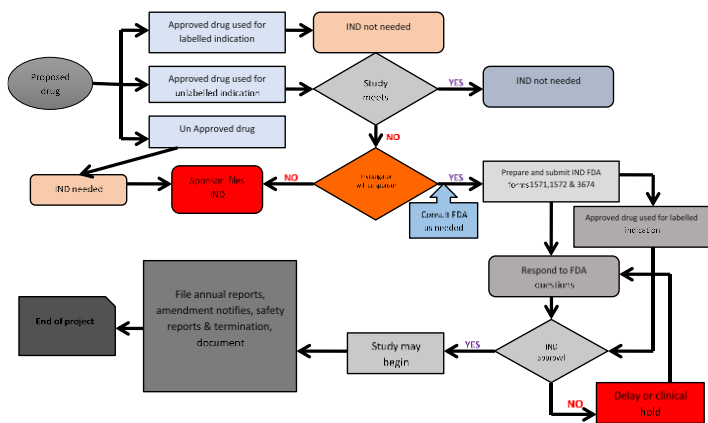 Approved drug used for
labelled indication
IND not needed
Proposed
drug
Approved drug used for
unlabelled indication
Study
meets
YES
IND not needed
Un Approved drug
NO
IND needed
Sponsor files
IND
NO
Investigator
will sponsor
YES
Prepare and submit IND FDA
forms1571,1572 & 3674
Consult FDA
as needed
Approved drug used for labelled
indication
Respond to FDA
questions
File annual reports,
amendment notifies, safety
reports & termination,
document
End of project
Study may
begin
YES
IND
approval
NO
Delay or clinical
hold